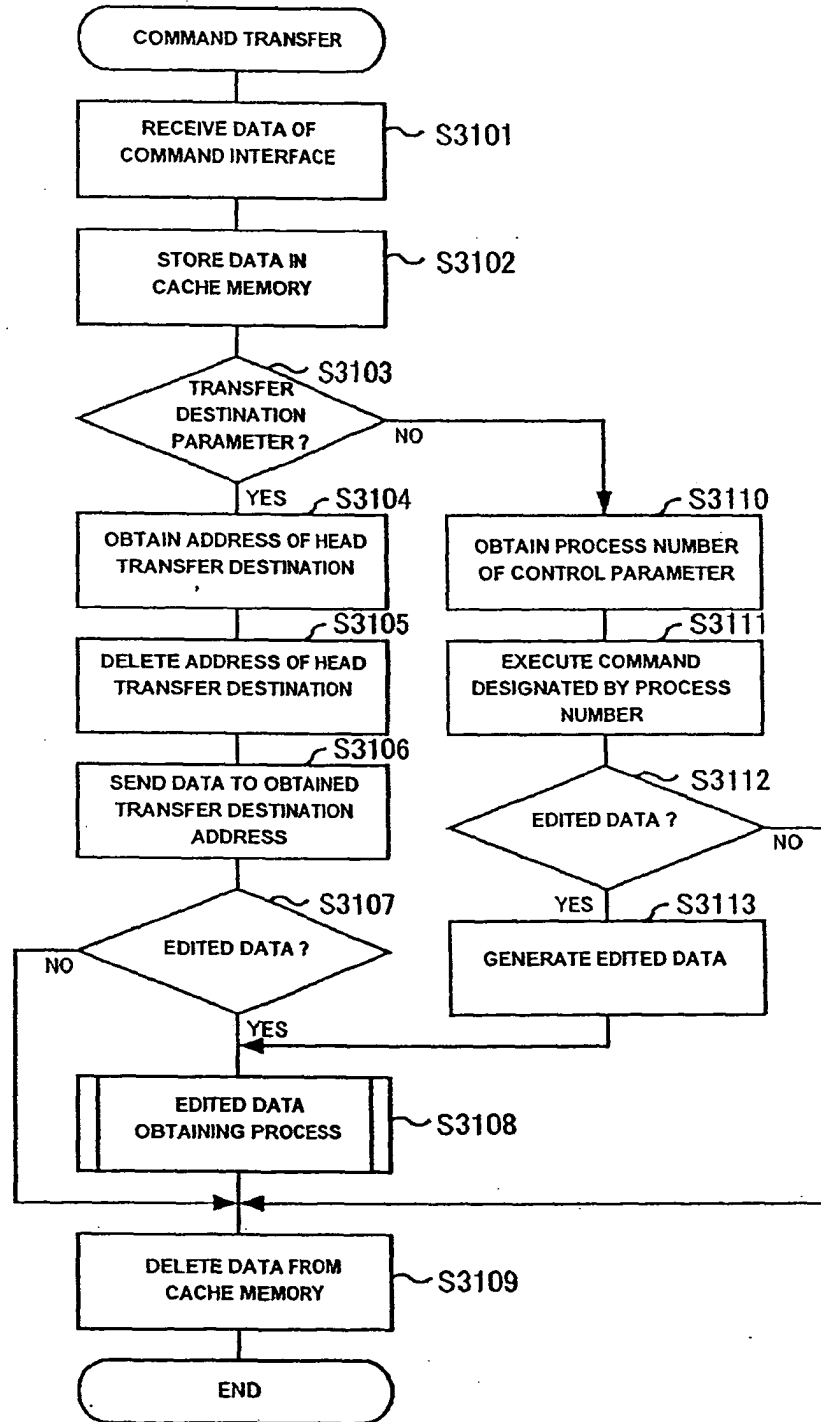 COMMAND TRANSFER
RECEIVE DATA OF
COMMAND INTERFACE
S3101
STORE DATA IN
CACHE MEMORY
S3102
S3103
TRANSFER
DESTINATION
PARAMETER ?
NO
YES
S3104
OBTAIN ADDRESS OF HEAD
TRANSFER DESTINATION
S3105
DELETE ADDRESS OF HEAD
TRANSFER DESTINATION
S3106
SEND DATA TO OBTAINED
TRANSFER DESTINATION
ADDRESS
S3107
EDITED DATA ?
NO
YES
S3110
OBTAIN PROCESS NUMBER
OF CONTROL PARAMETER
S3111
EXECUTE COMMAND
DESIGNATED BY PROCESS
NUMBER
S3112
EDITED DATA ?
NO
YES
S3113
GENERATE EDITED DATA
EDITED DATA
OBTAINING PROCESS
S3108
DELETE DATA FROM
CACHE MEMORY
S3109
END